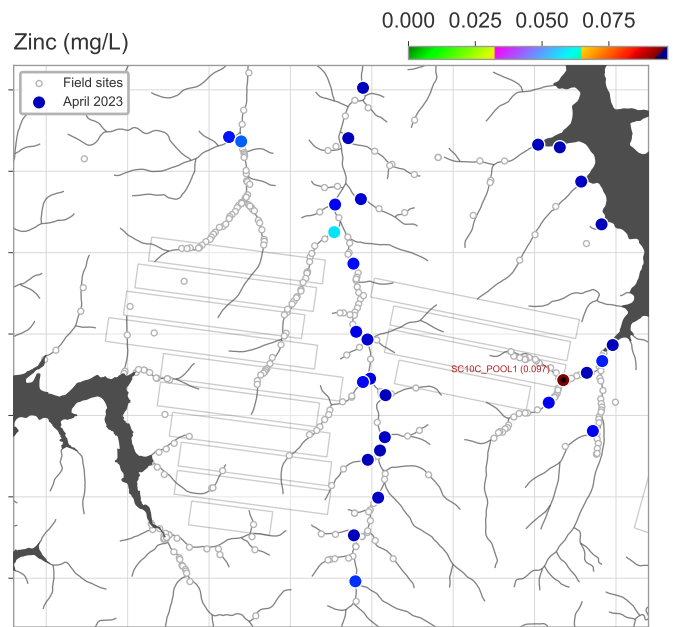 0.000 0.025 0.050 0.075
Zinc (mg/L)
Field sites
April 2023
SC10C_POOL1 (0.097)